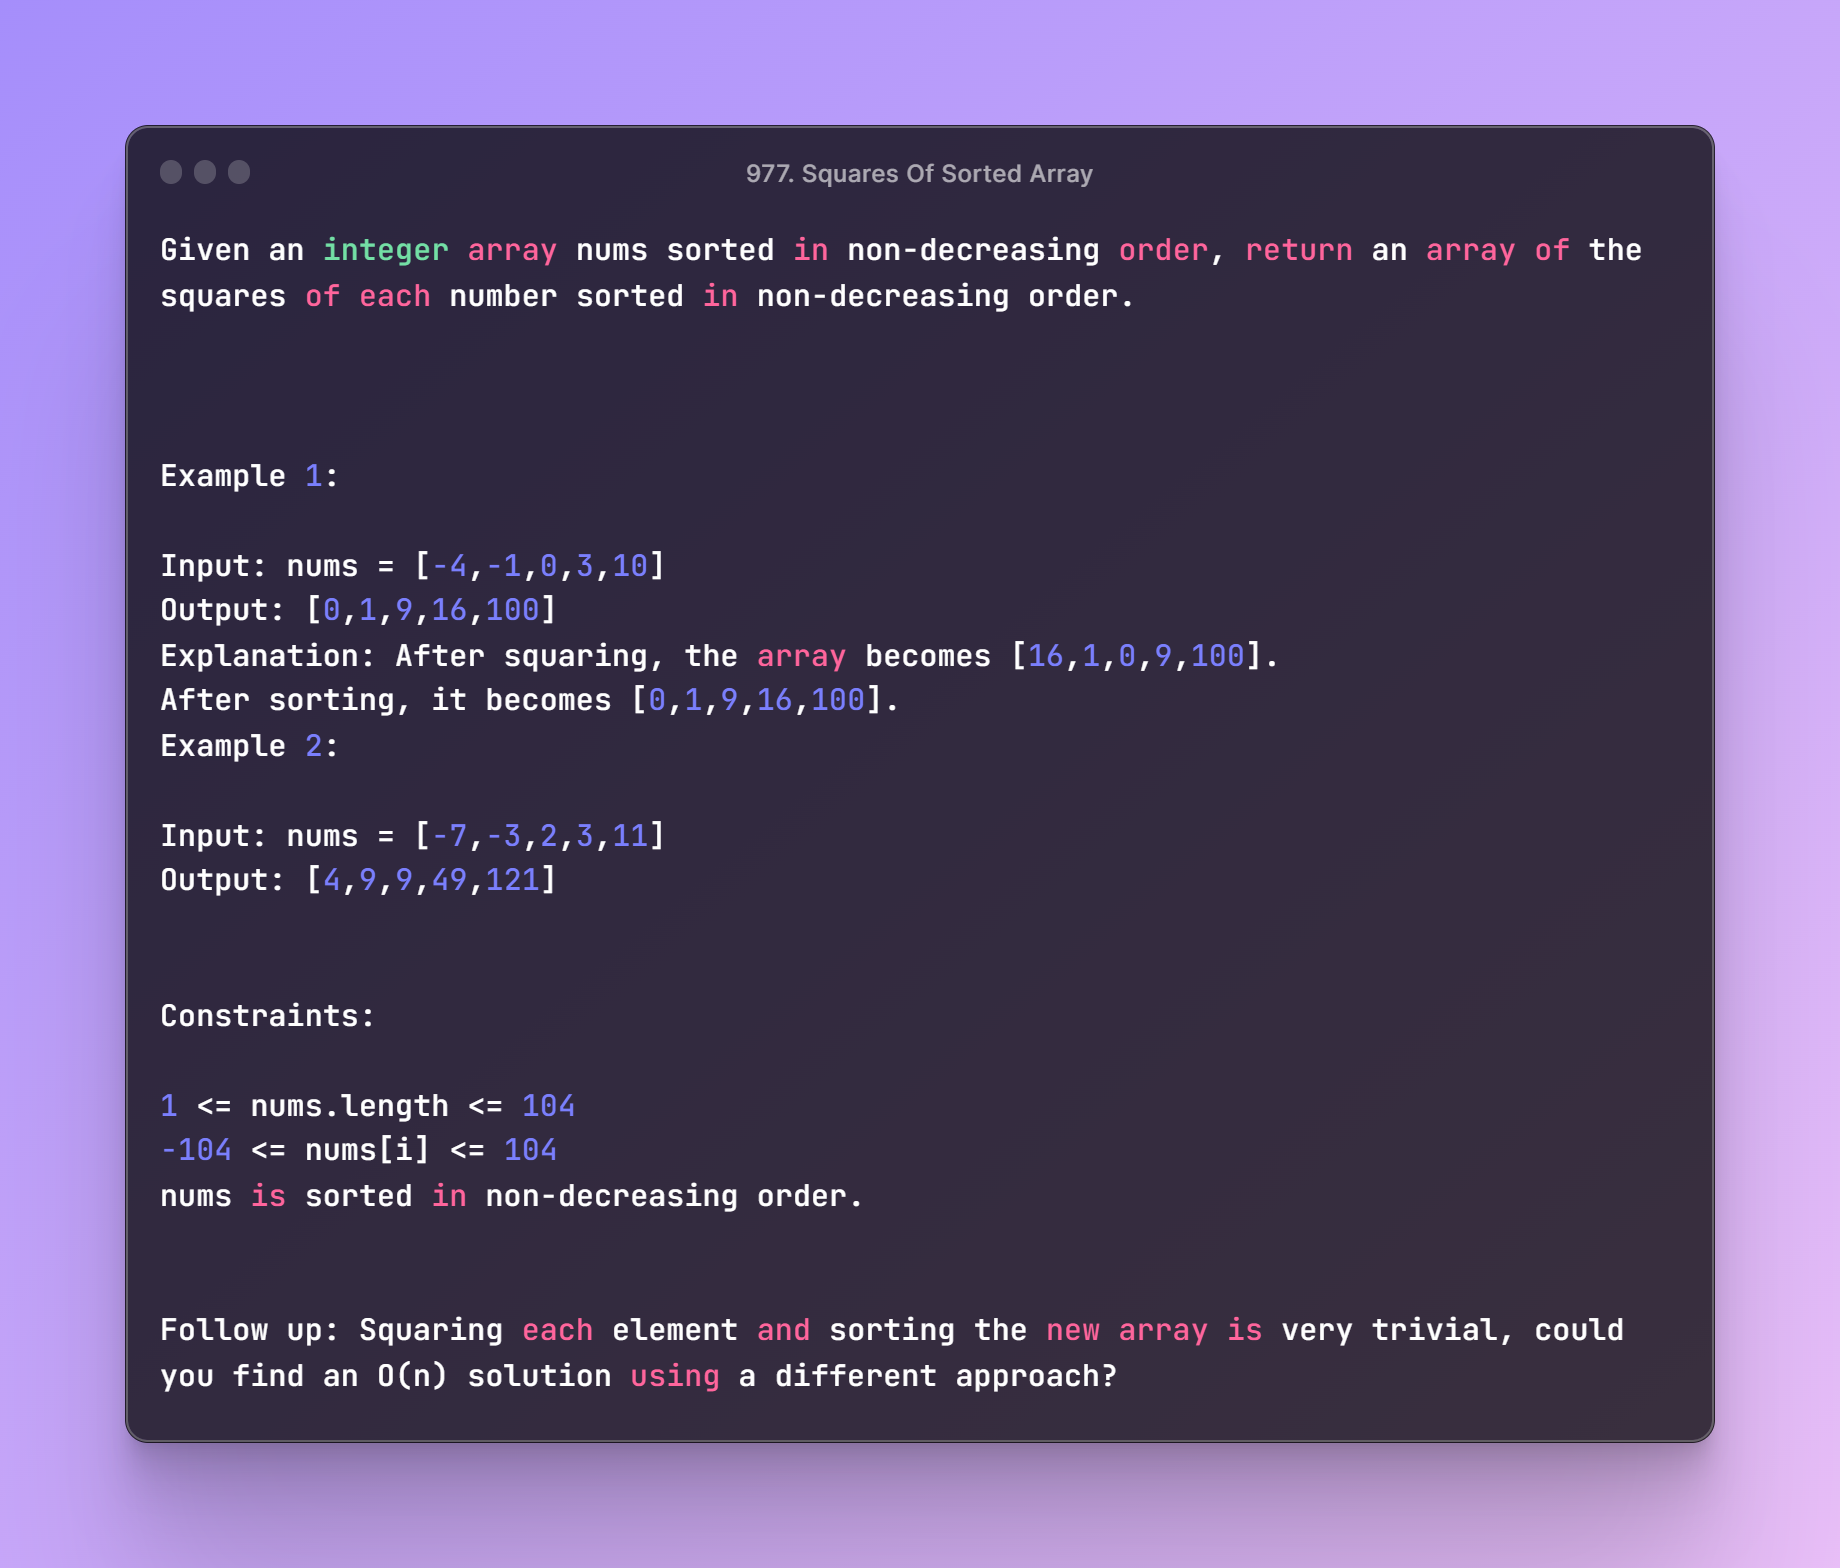 977. Squares Of Sorted Array
Given an integer array nums sorted in non-decreasing order, return an array of the
squares of each number sorted in non-decreasing order.
Example 1:
Input: nums = [-4,-1,0,3,10]
Output: [0,1,9,16,100]
Explanation: After squaring, the array becomes [16,1,0,9,100].
After sorting, it becomes [0,1,9,16,100].
Example 2:
Input: nums = [-7,-3,2,3,11]
Output: [4,9,9,49,121]
Constraints:
1 <= nums.length <= 104
-104 <= nums[i] <= 104
nums is sorted in non-decreasing order.
Follow up: Squaring each element and sorting the new array is very trivial, could
you find an O(n) solution using a different approach?